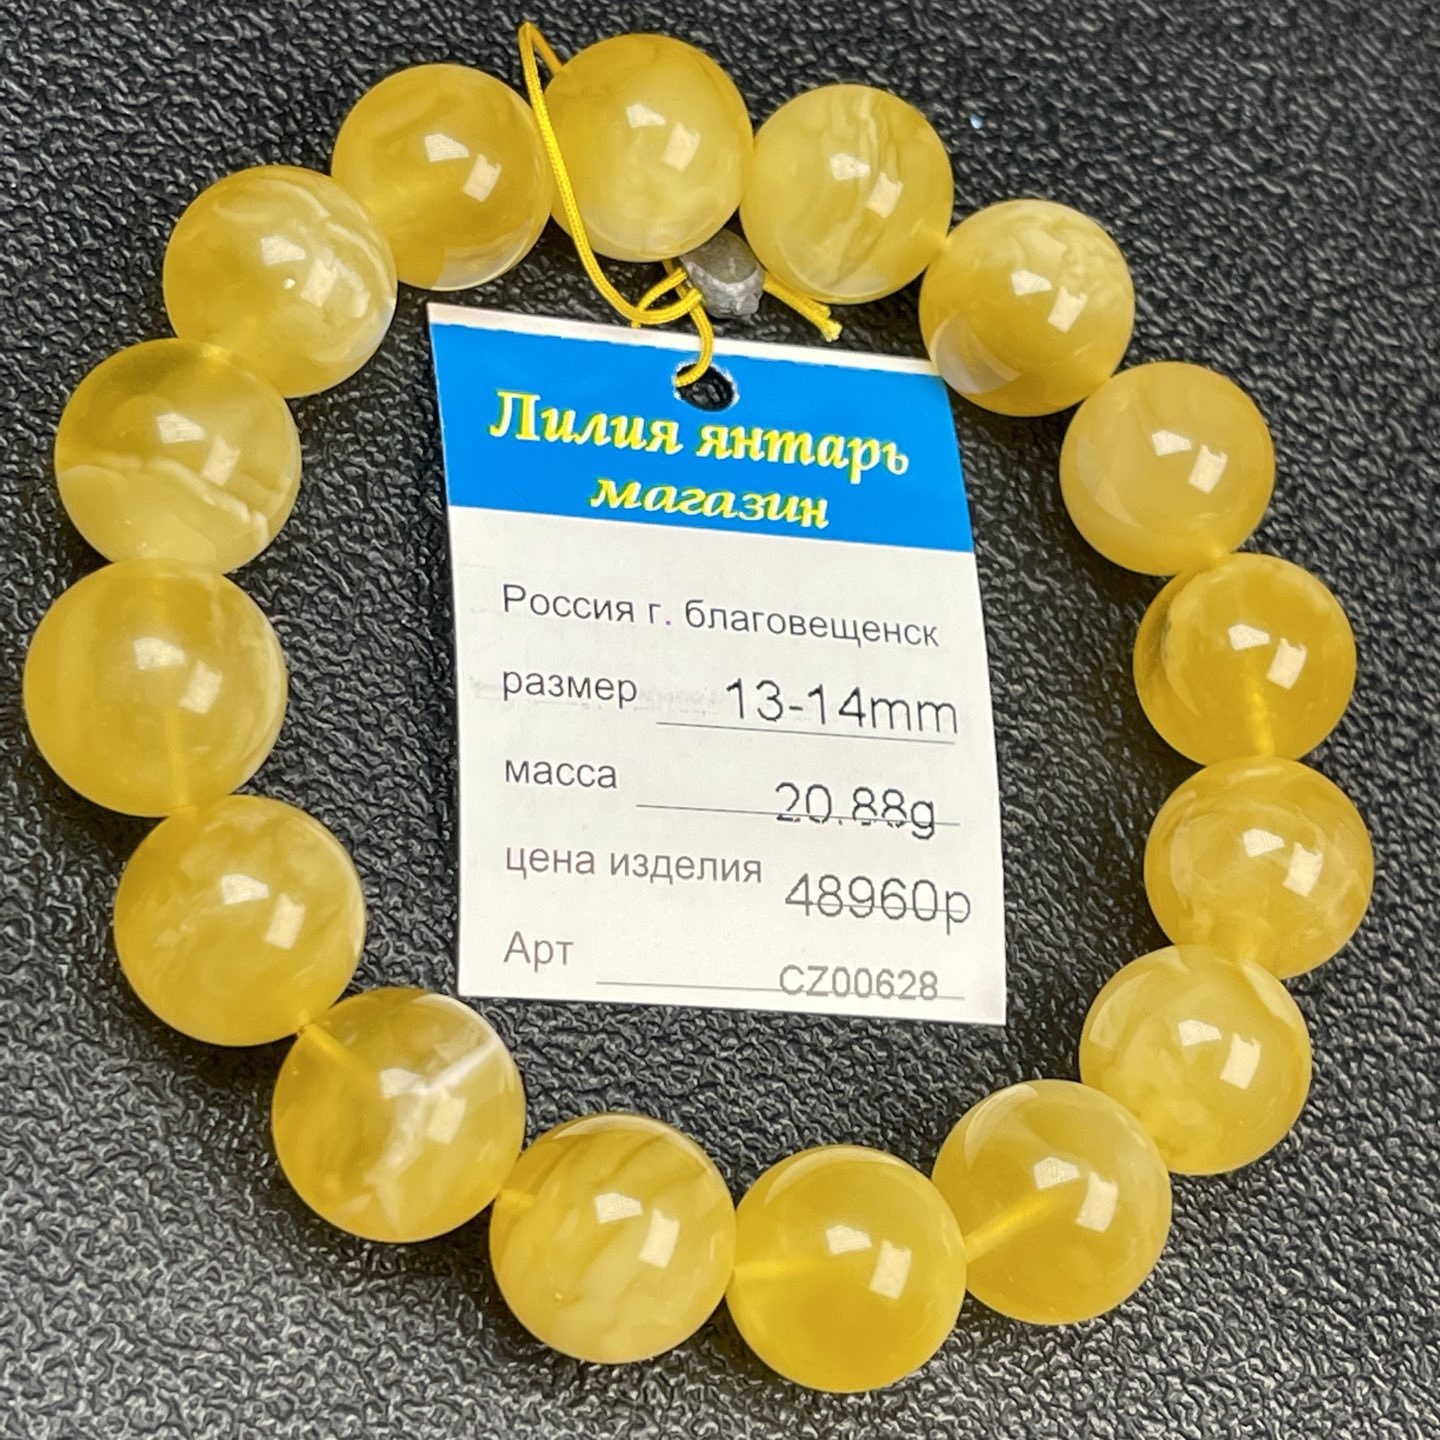 Лилия янтарь
магазин
Россия г. благовещенск
размер 13-14mm
масса 20.88g
цена изделия 48960р
Арт CZ00628